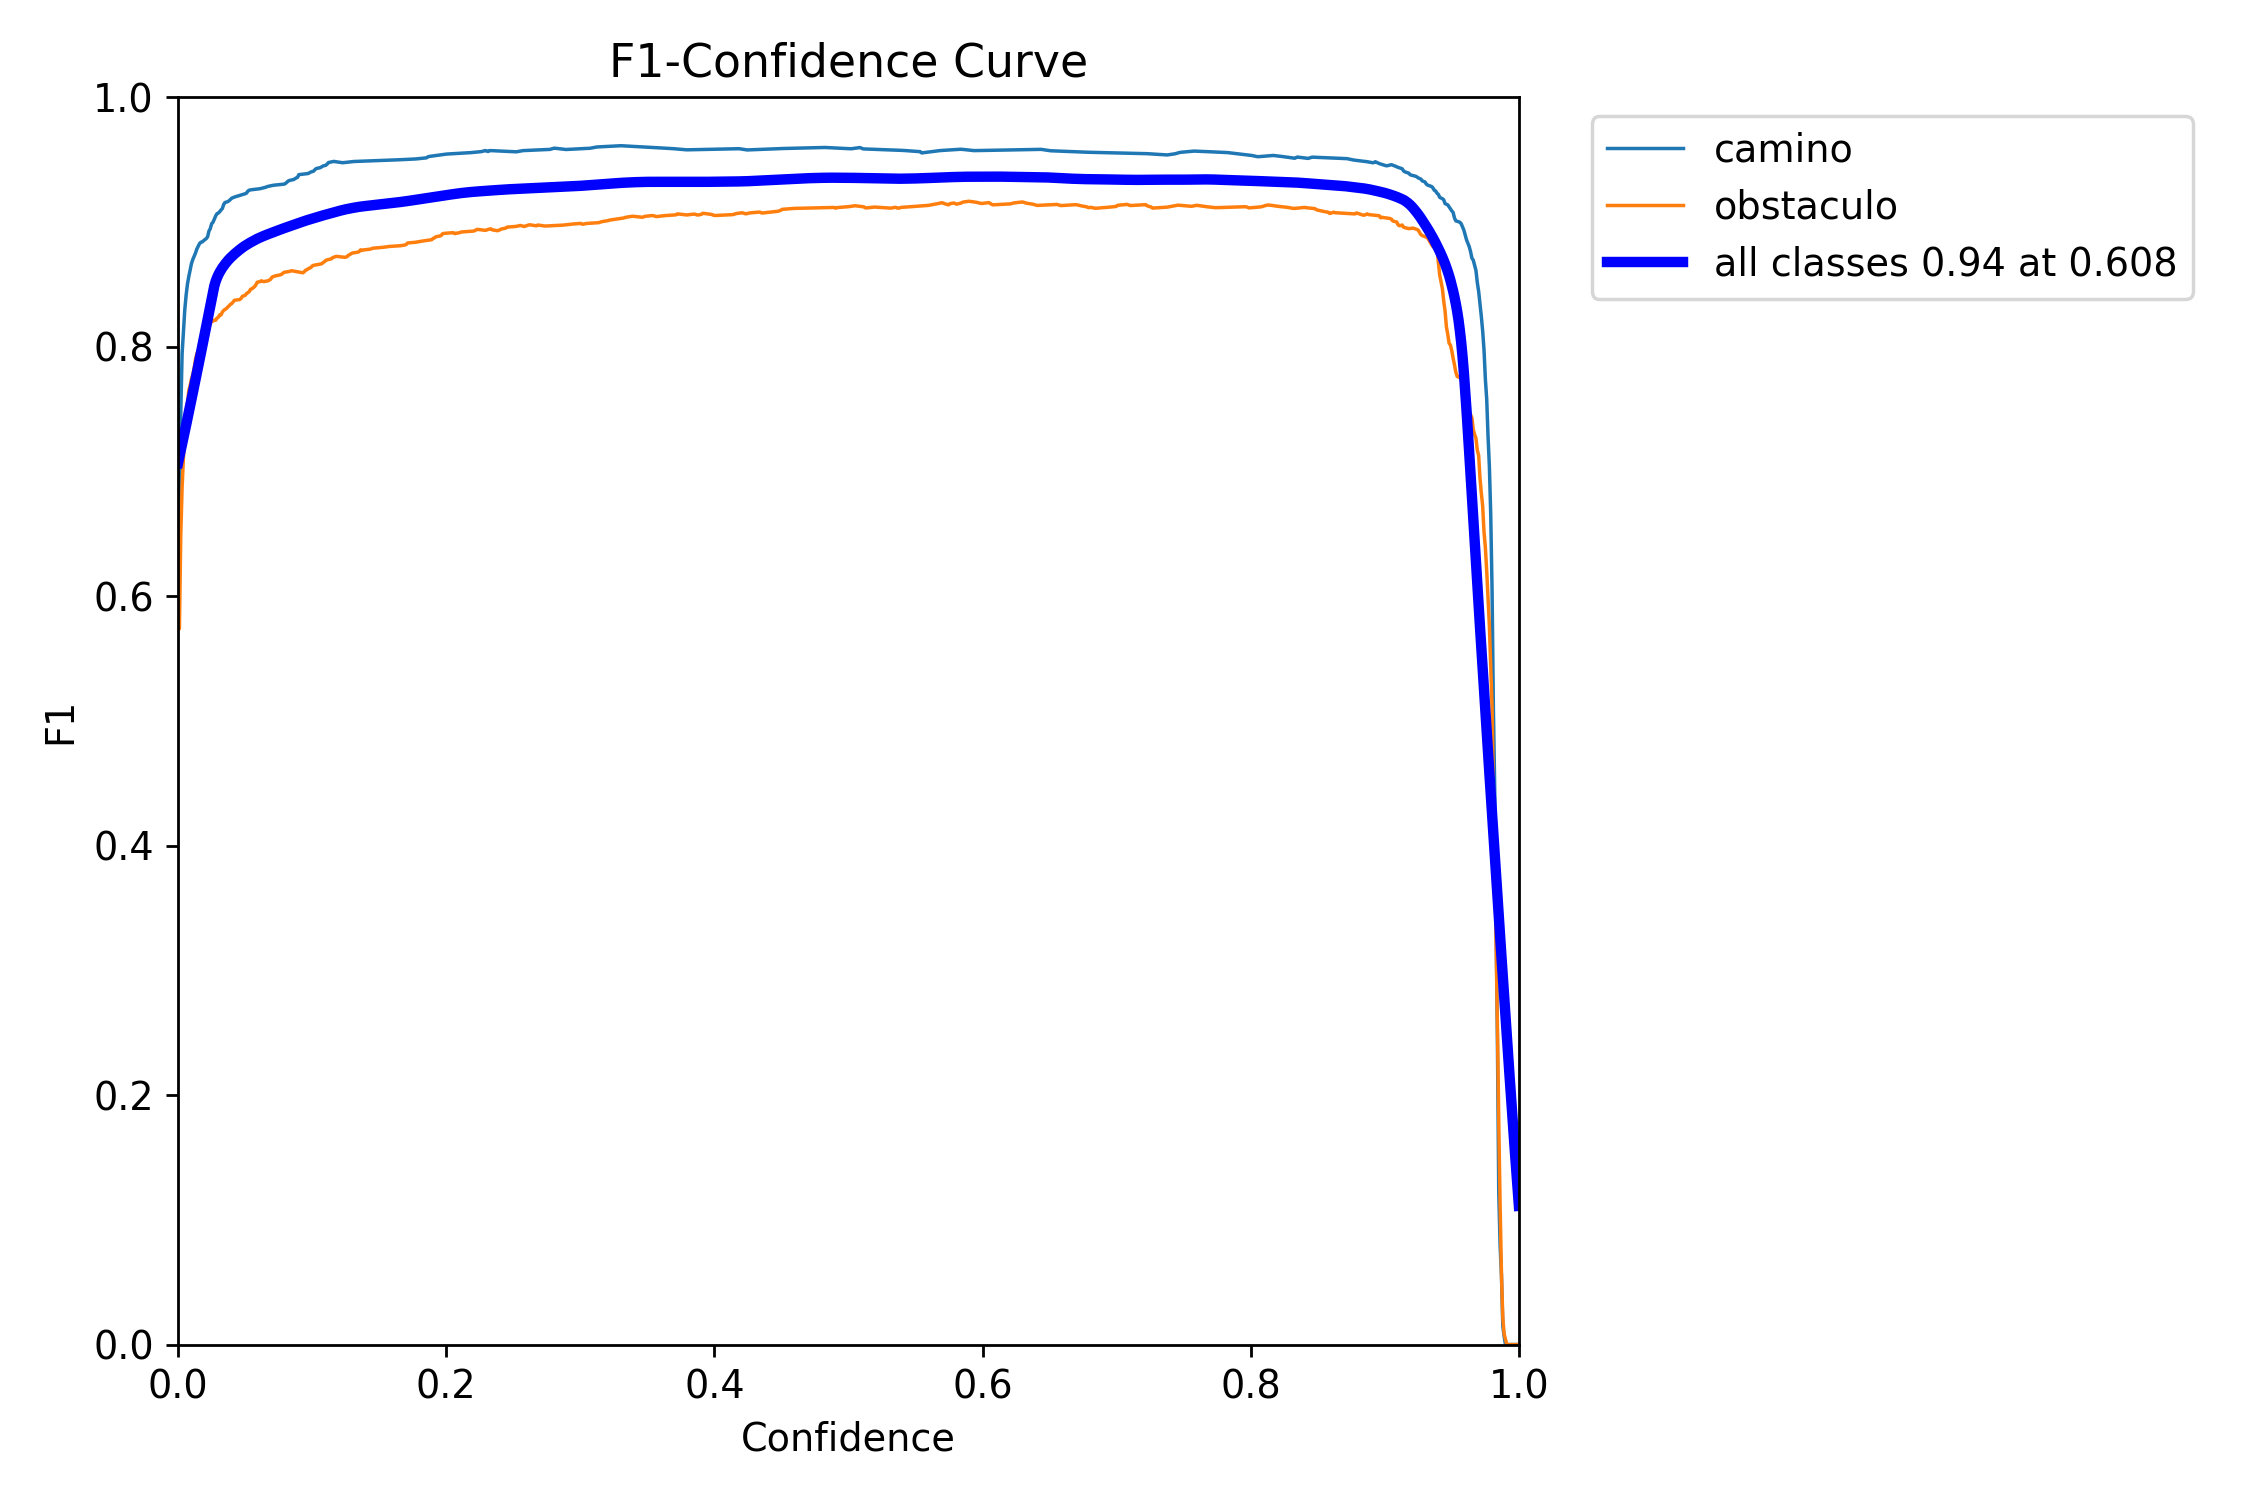 F1-Confidence Curve
1.0
0.8
0.6
0.4
0.2
0.0
F1
0.0 0.2 0.4 0.6 0.8 1.0
Confidence
camino
obstaculo
all classes 0.94 at 0.608